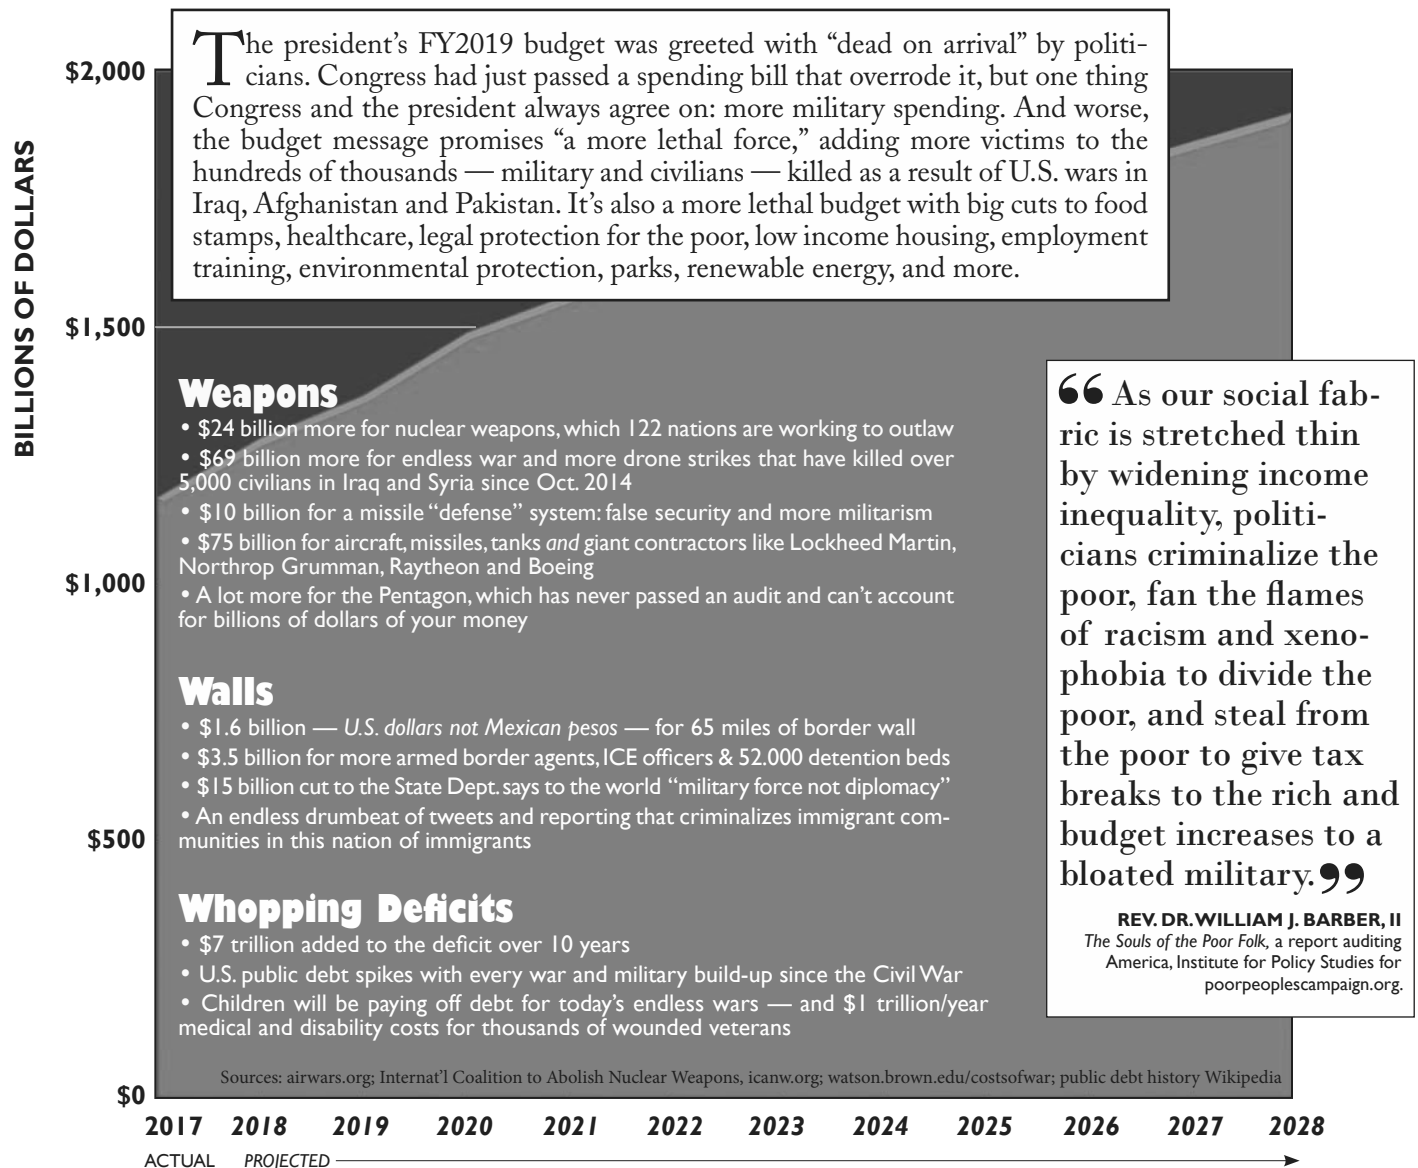 The president’s FY2019 budget was greeted with “dead on arrival” by politi-
cians. Congress had just passed a spending bill that overrode it, but one thing
Congress and the president always agree on: more military spending. And worse,
the budget message promises “a more lethal force,” adding more victims to the
hundreds of thousands — military and civilians — killed as a result of U.S. wars in
Iraq, Afghanistan and Pakistan. It’s also a more lethal budget with big cuts to food
stamps, healthcare, legal protection for the poor, low income housing, employment
training, environmental protection, parks, renewable energy, and more.
BILLIONS OF DOLLARS
$2,000
$1,500
$1,000
$500
$0
Weapons
• $24 billion more for nuclear weapons, which 122 nations are working to outlaw
• $69 billion more for endless war and more drone strikes that have killed over
5,000 civilians in Iraq and Syria since Oct. 2014
• $10 billion for a missile “defense” system: false security and more militarism
• $75 billion for aircraft, missiles, tanks and giant contractors like Lockheed Martin,
Northrop Grumman, Raytheon and Boeing
• A lot more for the Pentagon, which has never passed an audit and can’t account
for billions of dollars of your money
Walls
• $1.6 billion — U.S. dollars not Mexican pesos — for 65 miles of border wall
• $3.5 billion for more armed border agents, ICE officers & 52.000 detention beds
• $15 billion cut to the State Dept. says to the world “military force not diplomacy”
• An endless drumbeat of tweets and reporting that criminalizes immigrant com-
munities in this nation of immigrants
Whopping Deficits
• $7 trillion added to the deficit over 10 years
• U.S. public debt spikes with every war and military build-up since the Civil War
• Children will be paying off debt for today’s endless wars — and $1 trillion/year
medical and disability costs for thousands of wounded veterans
“ As our social fab-
ric is stretched thin
by widening income
inequality, politi-
cians criminalize the
poor, fan the flames
of racism and xeno-
phobia to divide the
poor, and steal from
the poor to give tax
breaks to the rich and
budget increases to a
bloated military.”
REV. DR. WILLIAM J. BARBER, II
The Souls of the Poor Folk, a report auditing
America, Institute for Policy Studies for
poorpeoplescampaign.org.
Sources: airwars.org; Internat’l Coalition to Abolish Nuclear Weapons, icanw.org; watson.brown.edu/costsofwar; public debt history Wikipedia
2017 2018 2019 2020 2021 2022 2023 2024 2025 2026 2027 2028
ACTUAL PROJECTED